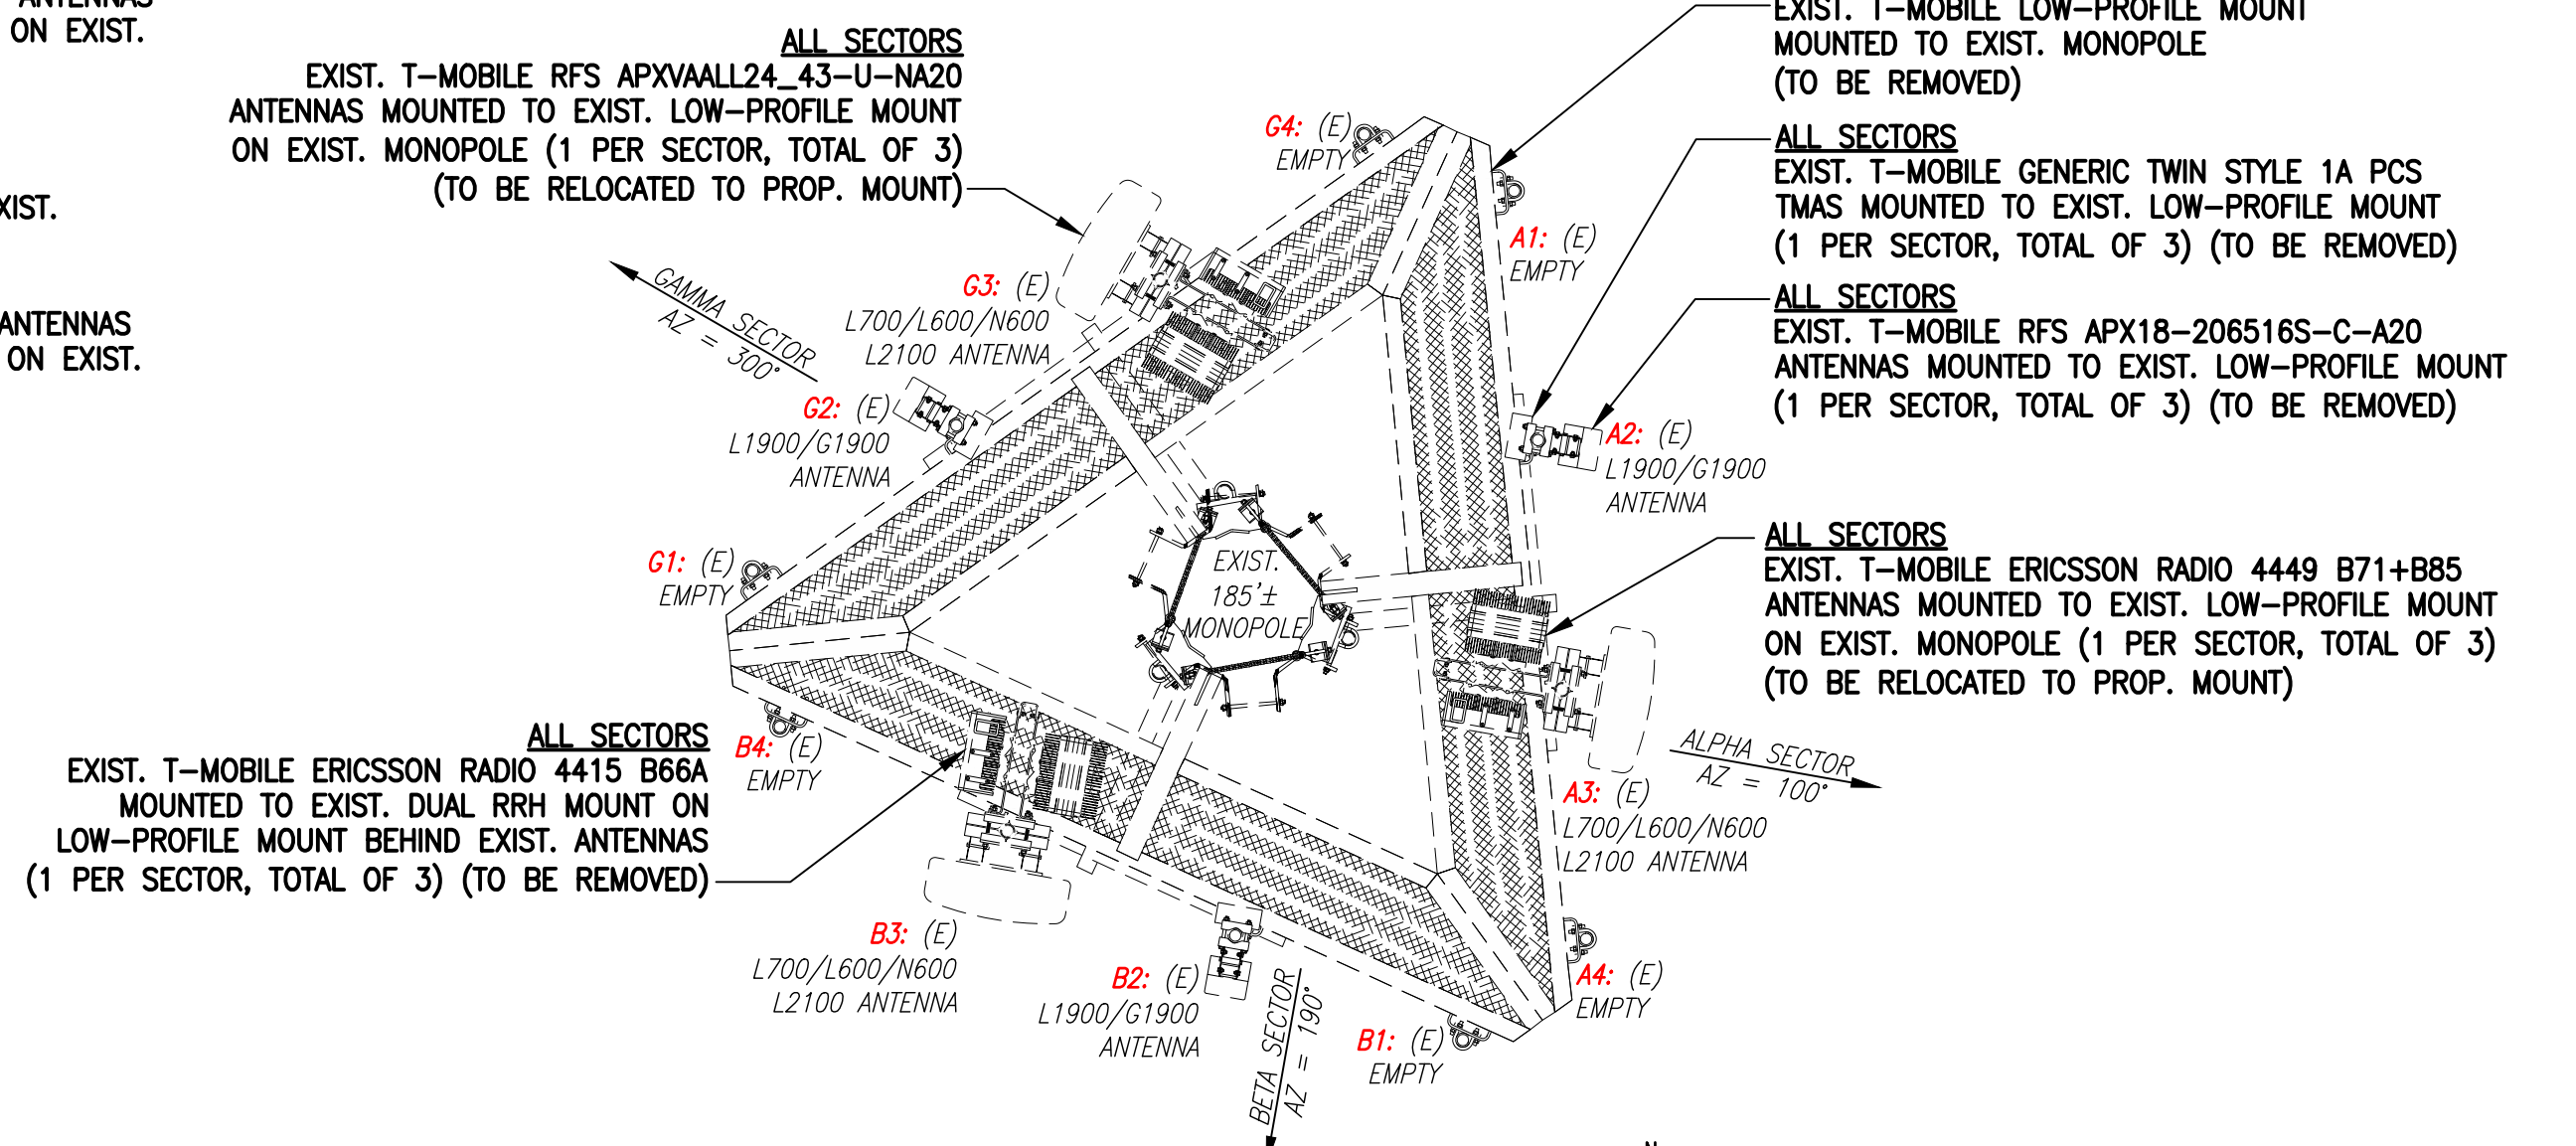 ANTENNAS
ON EXIST.
XIST.
ANTENNAS
ON EXIST.
ALL SECTORS
EXIST. T-MOBILE RFS APXVAALL24_43-U-NA20
ANTENNAS MOUNTED TO EXIST. LOW-PROFILE MOUNT
ON EXIST. MONOPOLE (1 PER SECTOR, TOTAL OF 3)
(TO BE RELOCATED TO PROP. MOUNT)
EXIST. T-MOBILE LOW-PROFILE MOUNT
MOUNTED TO EXIST. MONOPOLE
(TO BE REMOVED)
ALL SECTORS
EXIST. T-MOBILE GENERIC TWIN STYLE 1A PCS
TMAS MOUNTED TO EXIST. LOW-PROFILE MOUNT
(1 PER SECTOR, TOTAL OF 3) (TO BE REMOVED)
ALL SECTORS
EXIST. T-MOBILE RFS APX18-206516S-C-A20
ANTENNAS MOUNTED TO EXIST. LOW-PROFILE MOUNT
(1 PER SECTOR, TOTAL OF 3) (TO BE REMOVED)
ALL SECTORS
EXIST. T-MOBILE ERICSSON RADIO 4449 B71+B85
ANTENNAS MOUNTED TO EXIST. LOW-PROFILE MOUNT
ON EXIST. MONOPOLE (1 PER SECTOR, TOTAL OF 3)
(TO BE RELOCATED TO PROP. MOUNT)
ALL SECTORS
EXIST. T-MOBILE ERICSSON RADIO 4415 B66A
MOUNTED TO EXIST. DUAL RRH MOUNT ON
LOW-PROFILE MOUNT BEHIND EXIST. ANTENNAS
(1 PER SECTOR, TOTAL OF 3) (TO BE REMOVED)
G4: (E)
EMPTY
A1: (E)
EMPTY
G3: (E)
L700/L600/N600
L2100 ANTENNA
GAMMA SECTOR
AZ = 300°
G2: (E)
L1900/G1900
ANTENNA
A2: (E)
L1900/G1900
ANTENNA
G1: (E)
EMPTY
EXIST.
185'±
MONOPOLE
B4: (E)
EMPTY
ALPHA SECTOR
AZ = 100°
A3: (E)
L700/L600/N600
L2100 ANTENNA
B3: (E)
L700/L600/N600
L2100 ANTENNA
B2: (E)
L1900/G1900
ANTENNA
BETA SECTOR
AZ = 190°
A4: (E)
EMPTY
B1: (E)
EMPTY
N